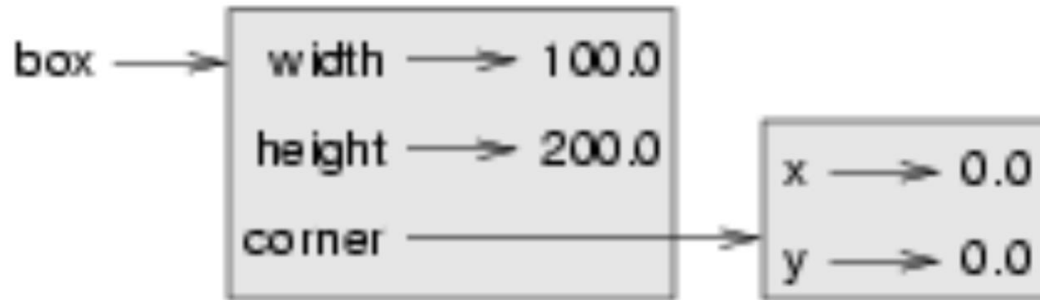 box width 100.0
height 200.0
x 0.0
corner
y 0.0